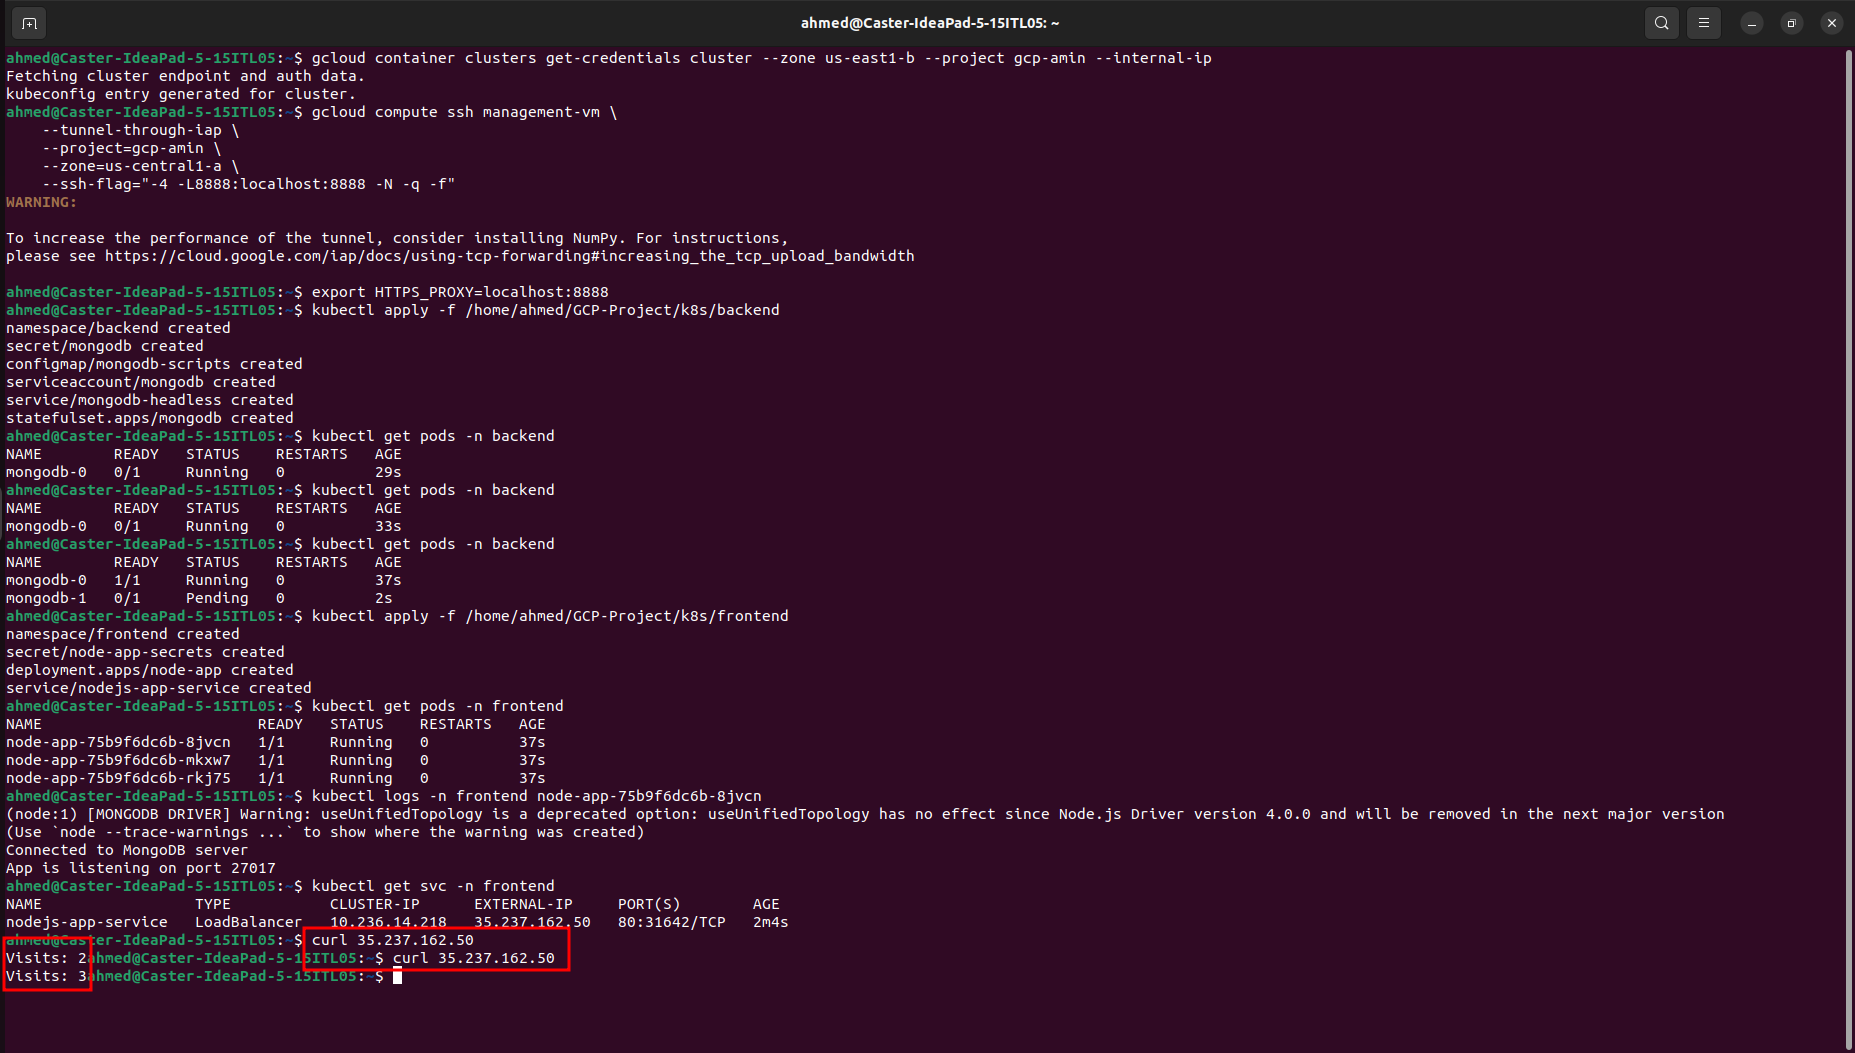 ahmed@Caster-IdeaPad-5-15ITL05: ~
ahmed@Caster-IdeaPad-5-15ITL05:~$ gcloud container clusters get-credentials cluster --zone us-east1-b --project gcp-amin --internal-ip
Fetching cluster endpoint and auth data.
kubeconfig entry generated for cluster.
ahmed@Caster-IdeaPad-5-15ITL05:~$ gcloud compute ssh management-vm \
    --tunnel-through-iap \
    --project=gcp-amin \
    --zone=us-central1-a \
    --ssh-flag="-4 -L8888:localhost:8888 -N -q -f"
WARNING:
To increase the performance of the tunnel, consider installing NumPy. For instructions,
please see https://cloud.google.com/iap/docs/using-tcp-forwarding#increasing_the_tcp_upload_bandwidth
ahmed@Caster-IdeaPad-5-15ITL05:~$ export HTTPS_PROXY=localhost:8888
ahmed@Caster-IdeaPad-5-15ITL05:~$ kubectl apply -f /home/ahmed/GCP-Project/k8s/backend
namespace/backend created
secret/mongodb created
configmap/mongodb-scripts created
serviceaccount/mongodb created
service/mongodb-headless created
statefulset.apps/mongodb created
ahmed@Caster-IdeaPad-5-15ITL05:~$ kubectl get pods -n backend
NAME        READY   STATUS    RESTARTS   AGE
mongodb-0   0/1     Running   0          29s
ahmed@Caster-IdeaPad-5-15ITL05:~$ kubectl get pods -n backend
NAME        READY   STATUS    RESTARTS   AGE
mongodb-0   0/1     Running   0          33s
ahmed@Caster-IdeaPad-5-15ITL05:~$ kubectl get pods -n backend
NAME        READY   STATUS    RESTARTS   AGE
mongodb-0   1/1     Running   0          37s
mongodb-1   0/1     Pending   0          2s
ahmed@Caster-IdeaPad-5-15ITL05:~$ kubectl apply -f /home/ahmed/GCP-Project/k8s/frontend
namespace/frontend created
secret/node-app-secrets created
deployment.apps/node-app created
service/nodejs-app-service created
ahmed@Caster-IdeaPad-5-15ITL05:~$ kubectl get pods -n frontend
NAME                        READY   STATUS    RESTARTS   AGE
node-app-75b9f6dc6b-8jvcn   1/1     Running   0          37s
node-app-75b9f6dc6b-mkxw7   1/1     Running   0          37s
node-app-75b9f6dc6b-rkj75   1/1     Running   0          37s
ahmed@Caster-IdeaPad-5-15ITL05:~$ kubectl logs -n frontend node-app-75b9f6dc6b-8jvcn
(node:1) [MONGODB DRIVER] Warning: useUnifiedTopology is a deprecated option: useUnifiedTopology has no effect since Node.js Driver version 4.0.0 and will be removed in the next major version
(Use `node --trace-warnings ...` to show where the warning was created)
Connected to MongoDB server
App is listening on port 27017
ahmed@Caster-IdeaPad-5-15ITL05:~$ kubectl get svc -n frontend
NAME                 TYPE           CLUSTER-IP      EXTERNAL-IP     PORT(S)        AGE
nodejs-app-service   LoadBalancer   10.236.14.218   35.237.162.50   80:31642/TCP   2m4s
ahmed@Caster-IdeaPad-5-15ITL05:~$ curl 35.237.162.50
Visits: 2ahmed@Caster-IdeaPad-5-15ITL05:~$ curl 35.237.162.50
Visits: 3ahmed@Caster-IdeaPad-5-15ITL05:~$